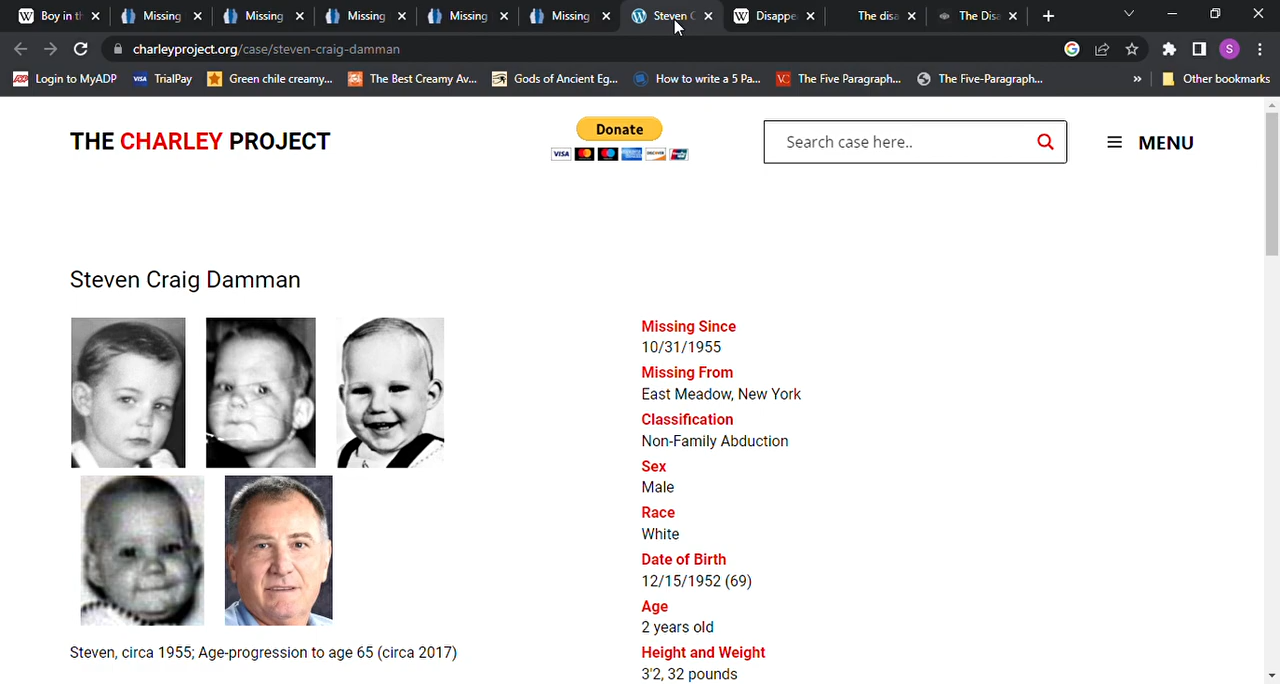 Boy in th
Missing
Missing
Missing
Missing
Missing
Steven C
Disappe
The disa
The Disa
charleyproject.org/case/steven-craig-damman
S
Login to MyADP
TrialPay
Green chile creamy...
The Best Creamy Av...
Gods of Ancient Eg...
How to write a 5 Pa...
The Five Paragraph...
The Five-Paragraph...
»
Other bookmarks
THE CHARLEY PROJECT
Donate
VISA
Search case here..
MENU
Steven Craig Damman
Missing Since
10/31/1955
Missing From
East Meadow, New York
Classification
Non-Family Abduction
Sex
Male
Race
White
Date of Birth
12/15/1952 (69)
Age
2 years old
Height and Weight
3'2, 32 pounds
Steven, circa 1955; Age-progression to age 65 (circa 2017)